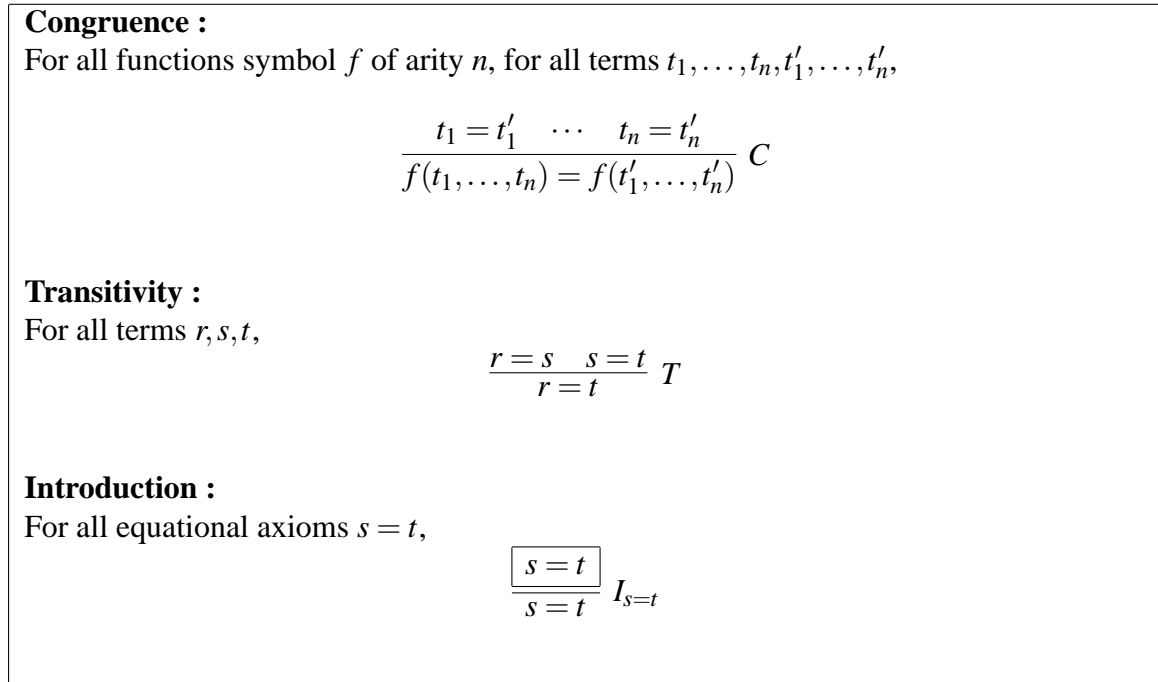 Congruence :
For all functions symbol f of arity n, for all terms t₁,…,tₙ,t′₁,…,t′ₙ,
t₁ = t′₁ ⋯ tₙ = t′ₙ
f(t₁,…,tₙ) = f(t′₁,…,t′ₙ) C
Transitivity :
For all terms r,s,t,
r = s s = t
r = t T
Introduction :
For all equational axioms s = t,
s = t
s = t I_{s=t}